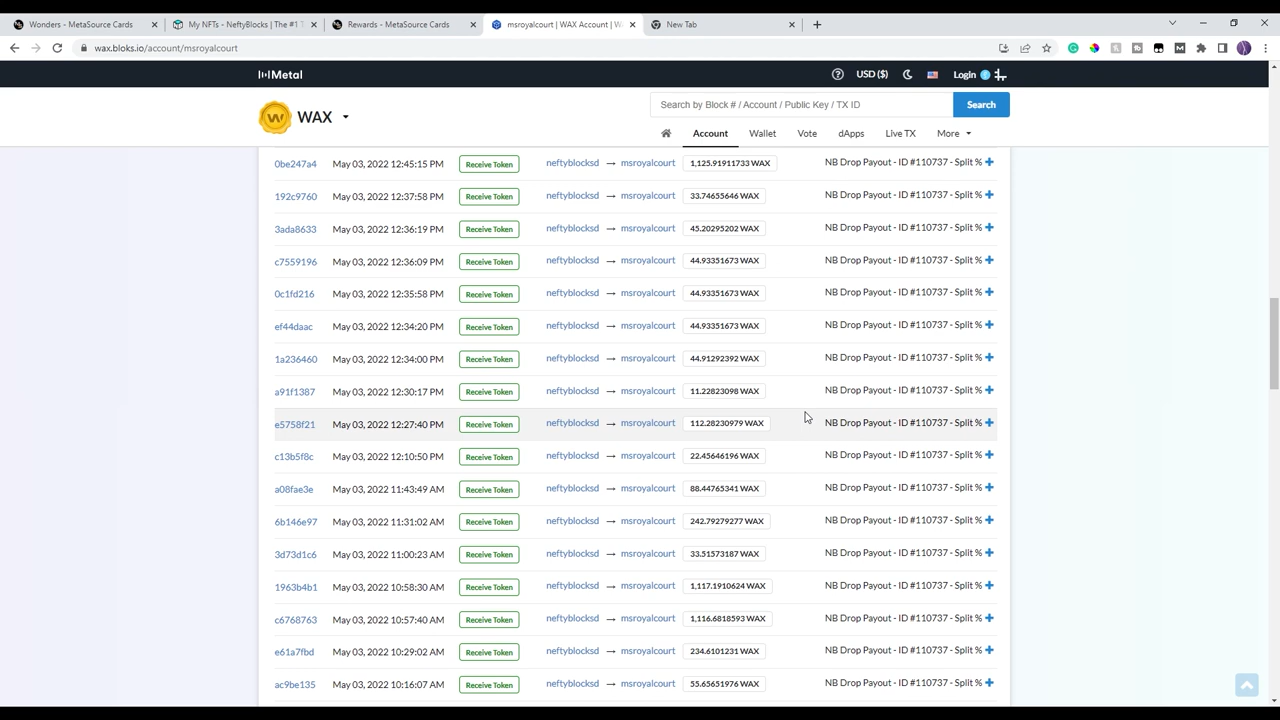 Wonders - MetaSource Cards
My NFTs - NeftyBlocks | The #1 T
Rewards - MetaSource Cards
msroyalcourt | WAX Account | W
New Tab
wax.bloks.io/account/msroyalcourt
Metal
USD ($)
Login
WAX
Search by Block # / Account / Public Key / TX ID
Search
Account
Wallet
Vote
dApps
Live TX
More
0be247a4 May 03, 2022 12:45:15 PM Receive Token neftyblocksd → msroyalcourt 1,125.91911733 WAX NB Drop Payout - ID #110737 - Split %
192c9760 May 03, 2022 12:37:58 PM Receive Token neftyblocksd → msroyalcourt 33.74655646 WAX NB Drop Payout - ID #110737 - Split %
3ada8633 May 03, 2022 12:36:19 PM Receive Token neftyblocksd → msroyalcourt 45.20295202 WAX NB Drop Payout - ID #110737 - Split %
c7559196 May 03, 2022 12:36:09 PM Receive Token neftyblocksd → msroyalcourt 44.93351673 WAX NB Drop Payout - ID #110737 - Split %
0c1fd216 May 03, 2022 12:35:58 PM Receive Token neftyblocksd → msroyalcourt 44.93351673 WAX NB Drop Payout - ID #110737 - Split %
ef44daac May 03, 2022 12:34:20 PM Receive Token neftyblocksd → msroyalcourt 44.93351673 WAX NB Drop Payout - ID #110737 - Split %
1a236460 May 03, 2022 12:34:00 PM Receive Token neftyblocksd → msroyalcourt 44.91292392 WAX NB Drop Payout - ID #110737 - Split %
a91f1387 May 03, 2022 12:30:17 PM Receive Token neftyblocksd → msroyalcourt 11.22823098 WAX NB Drop Payout - ID #110737 - Split %
e5758f21 May 03, 2022 12:27:40 PM Receive Token neftyblocksd → msroyalcourt 112.28230979 WAX NB Drop Payout - ID #110737 - Split %
c13b5f8c May 03, 2022 12:10:50 PM Receive Token neftyblocksd → msroyalcourt 22.45646196 WAX NB Drop Payout - ID #110737 - Split %
a08fae3e May 03, 2022 11:43:49 AM Receive Token neftyblocksd → msroyalcourt 88.44765341 WAX NB Drop Payout - ID #110737 - Split %
6b146e97 May 03, 2022 11:31:02 AM Receive Token neftyblocksd → msroyalcourt 242.79279277 WAX NB Drop Payout - ID #110737 - Split %
3d73d1c6 May 03, 2022 11:00:23 AM Receive Token neftyblocksd → msroyalcourt 33.51573187 WAX NB Drop Payout - ID #110737 - Split %
1963b4b1 May 03, 2022 10:58:30 AM Receive Token neftyblocksd → msroyalcourt 1,117.1910624 WAX NB Drop Payout - ID #110737 - Split %
c6768763 May 03, 2022 10:57:40 AM Receive Token neftyblocksd → msroyalcourt 1,116.6818593 WAX NB Drop Payout - ID #110737 - Split %
e61a7fbd May 03, 2022 10:29:02 AM Receive Token neftyblocksd → msroyalcourt 234.6101231 WAX NB Drop Payout - ID #110737 - Split %
ac9be135 May 03, 2022 10:16:07 AM Receive Token neftyblocksd → msroyalcourt 55.65651976 WAX NB Drop Payout - ID #110737 - Split %